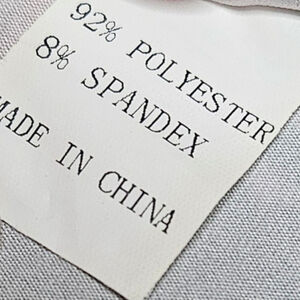 92% POLYESTER
8% SPANDEX
MADE IN CHINA